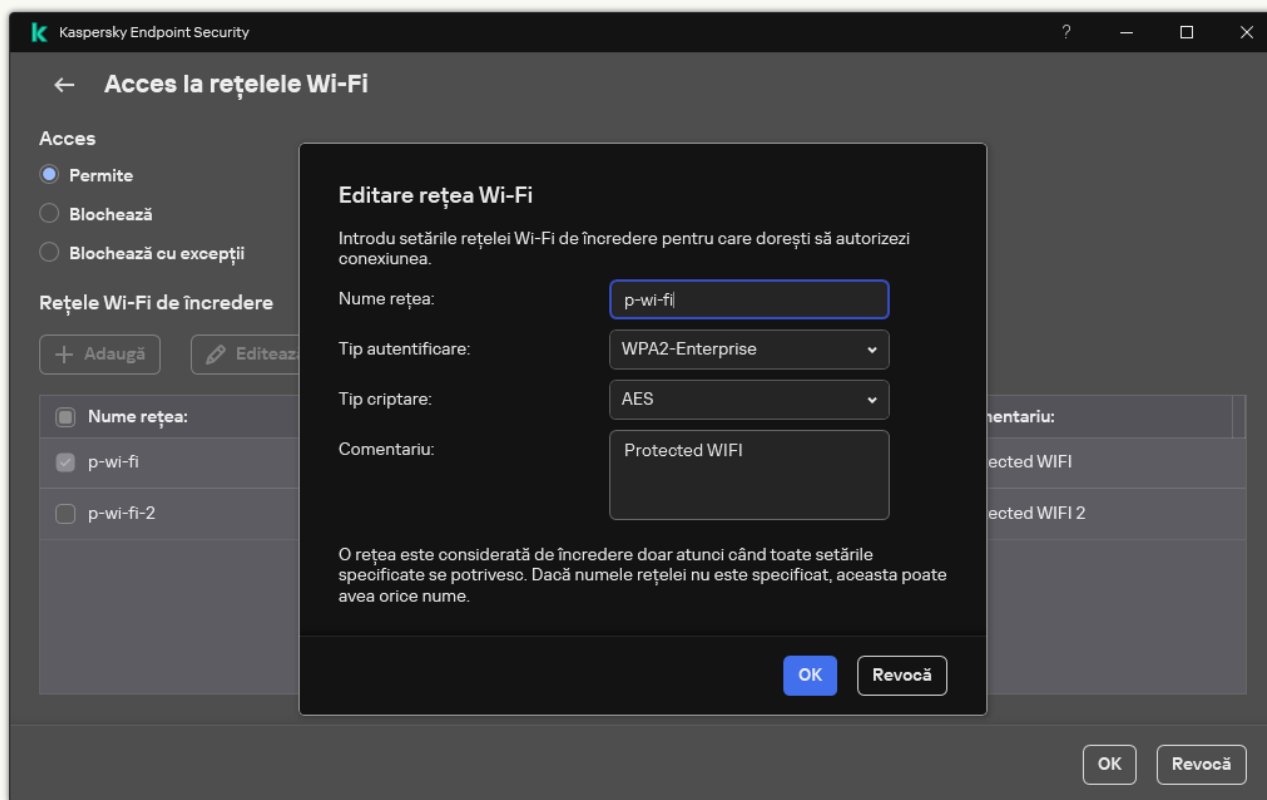 Kaspersky Endpoint Security
?
Acces la rețelele Wi-Fi
Acces
Permite
Blochează
Blochează cu excepții
Rețele Wi-Fi de încredere
Adaugă
Nume rețea:
p-wi-fi
Protected WIFI
p-wi-fi-2
WIFI 2
Editare rețea Wi-Fi
Introdu setările rețelei Wi-Fi de încredere pentru care dorești să autorizezi
conexiunea.
Nume rețea: p-wi-fi
Tip autentificare: WPA2-Enterprise
Tip criptare: AES
Comentariu: Protected WIFI
O rețea este considerată de încredere doar atunci când toate setările
specificate se potrivesc. Dacă numele rețelei nu este specificat, aceasta poate
avea orice nume.
OK Revocă
OK Revocă